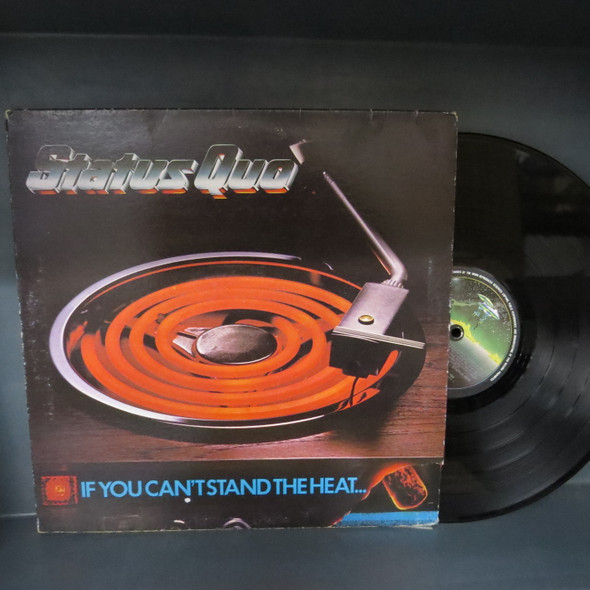 Status Quo
IF YOU CAN'T STAND THE HEAT...